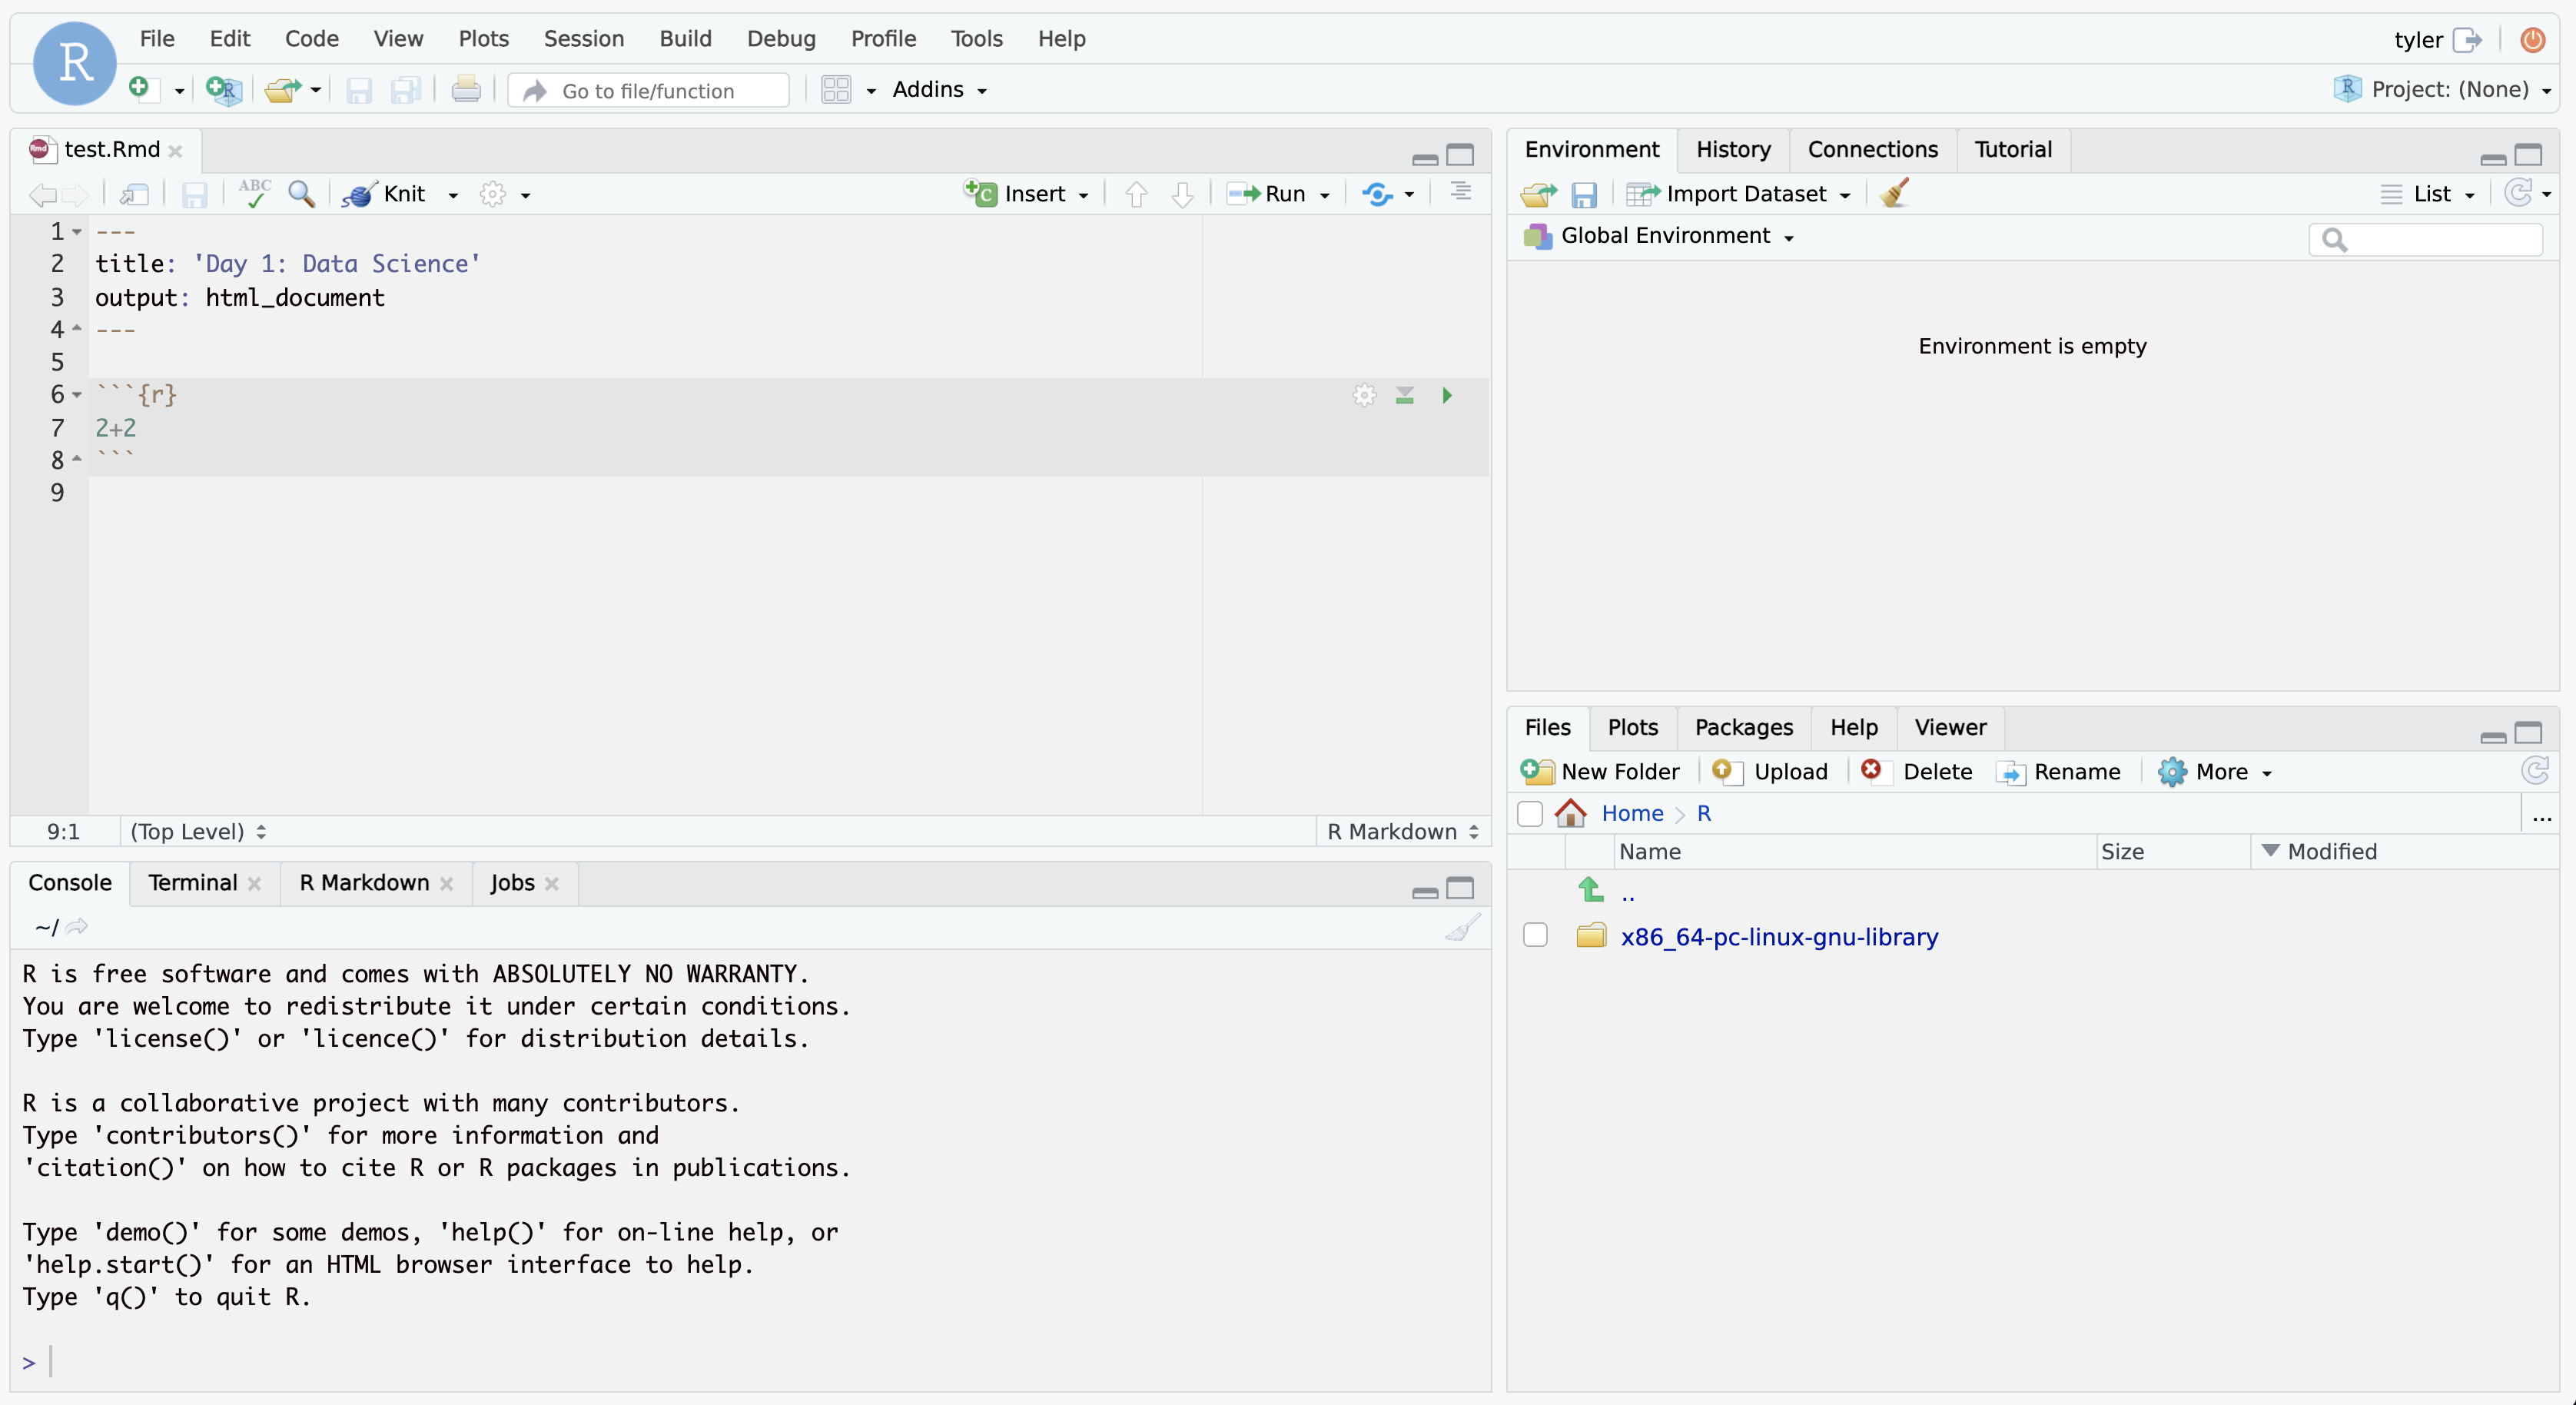 R
File Edit Code View Plots Session Build Debug Profile Tools Help
tyler
Go to file/function
Addins
Project: (None)
test.Rmd
ABC
Knit
Insert
Run
1 ---
2 title: 'Day 1: Data Science'
3 output: html_document
4 ---
5
6 ```{r}
7 2+2
8 ```
9
9:1 (Top Level) R Markdown
Console Terminal R Markdown Jobs
~/
R is free software and comes with ABSOLUTELY NO WARRANTY.
You are welcome to redistribute it under certain conditions.
Type 'license()' or 'licence()' for distribution details.
R is a collaborative project with many contributors.
Type 'contributors()' for more information and
'citation()' on how to cite R or R packages in publications.
Type 'demo()' for some demos, 'help()' for on-line help, or
'help.start()' for an HTML browser interface to help.
Type 'q()' to quit R.
>
Environment History Connections Tutorial
Import Dataset List
Global Environment
Environment is empty
Files Plots Packages Help Viewer
New Folder Upload Delete Rename More
Home R ...
Name Size Modified
..
x86_64-pc-linux-gnu-library